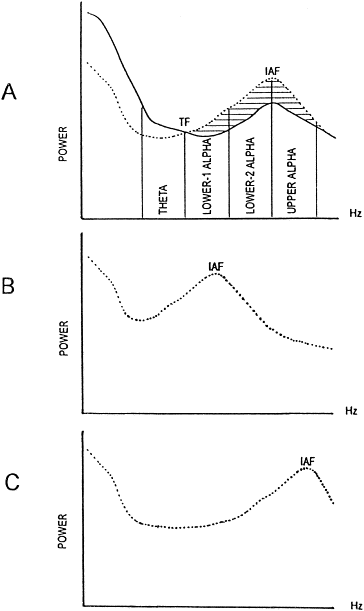 A
POWER
TF
IAF
THETA
LOWER-1 ALPHA
LOWER-2 ALPHA
UPPER ALPHA
Hz
B
POWER
IAF
Hz
C
POWER
IAF
Hz